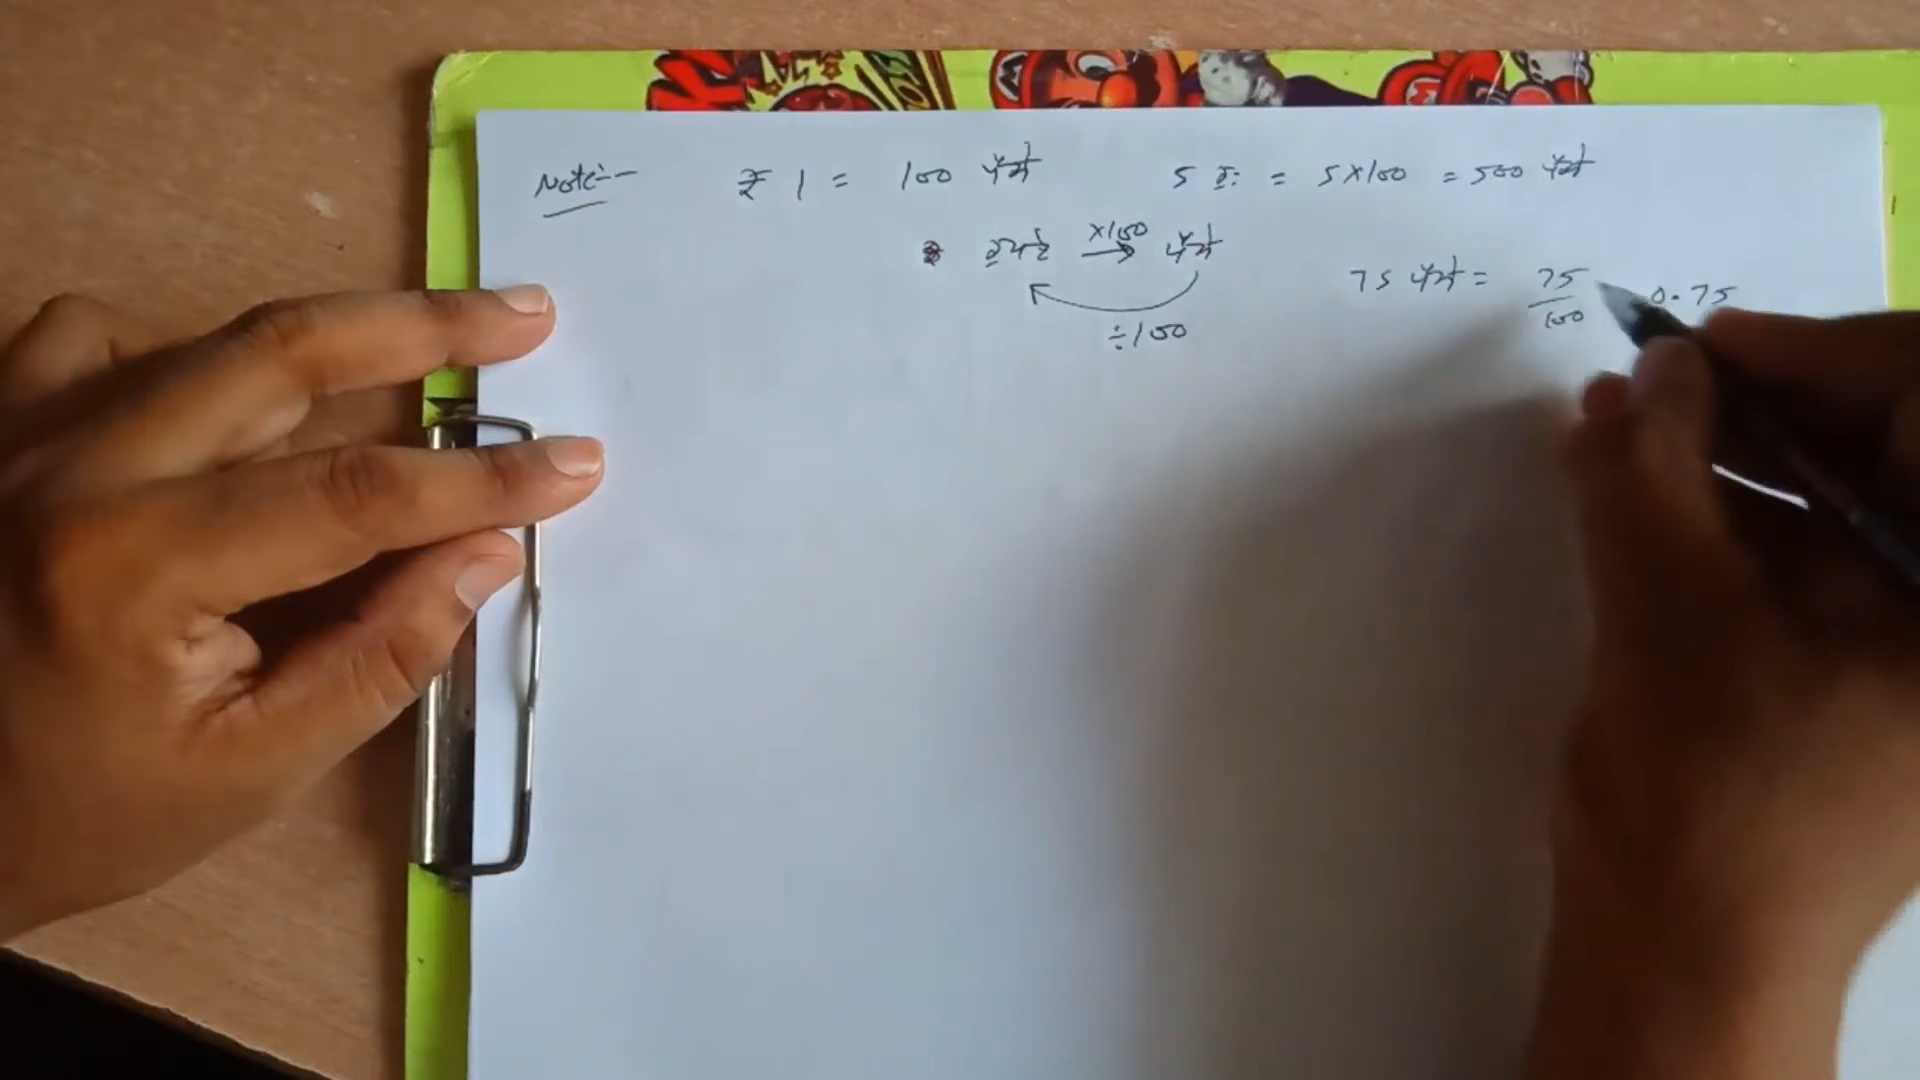 Note:- ₹ 1 = 100 पैसे 5 रु: = 5×100 = 500 पैसे
रुपये ×100 → पैसे
÷100
75 पैसे = 75/100 0.75